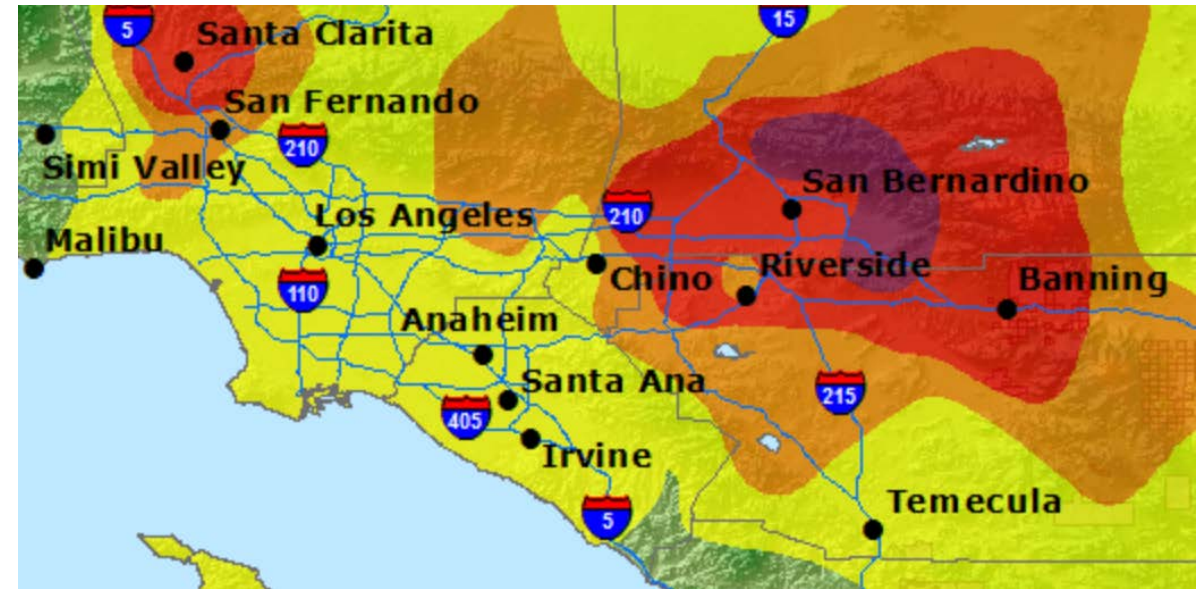 5
15
Santa Clarita
San Fernando
210
Simi Valley
San Bernardino
Los Angeles
210
Malibu
Chino
Riverside
Banning
110
Anaheim
Santa Ana
215
405
Irvine
Temecula
5